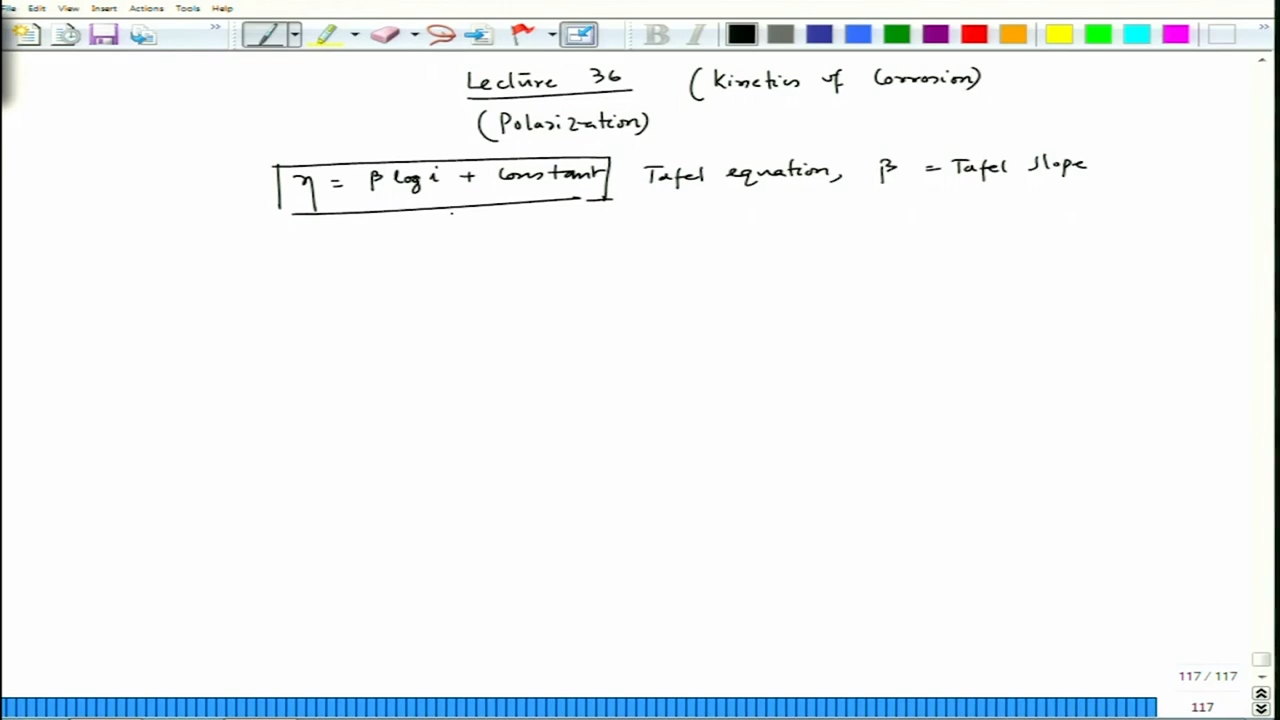 File Edit View Insert Actions Tools Help
Lecture 36 (Kinetics of Corrosion)
(Polarization)
η = β log i + constant Tafel equation, β = Tafel slope
117 / 117
117